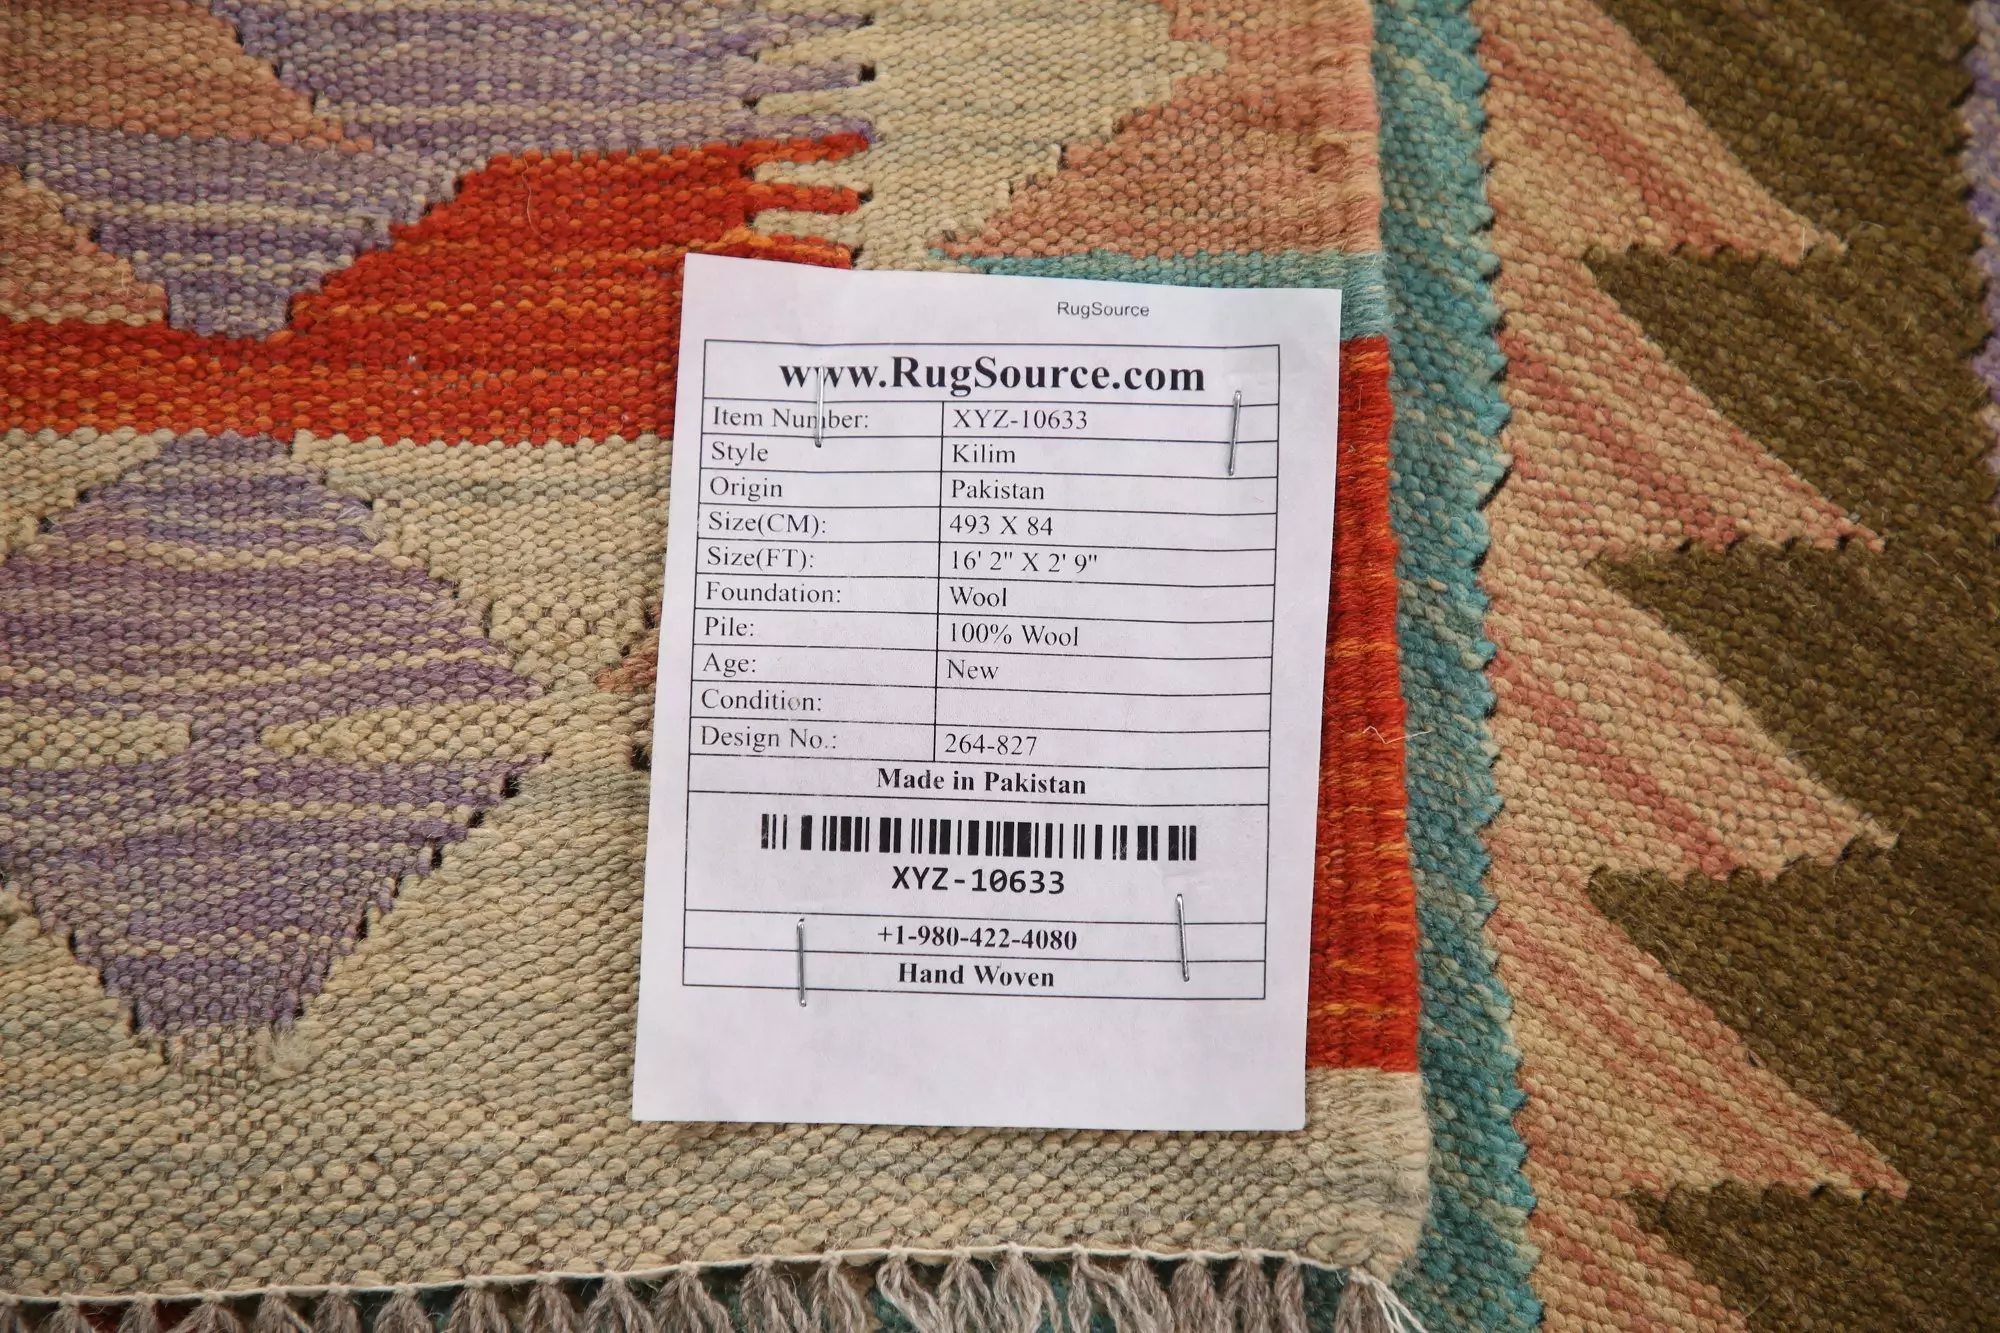 RugSource
www.RugSource.com
Item Number: XYZ-10633
Style Kilim
Origin Pakistan
Size(CM): 493 X 84
Size(FT): 16' 2" X 2' 9"
Foundation: Wool
Pile: 100% Wool
Age: New
Condition:
Design No.: 264-827
Made in Pakistan
XYZ-10633
+1-980-422-4080
Hand Woven